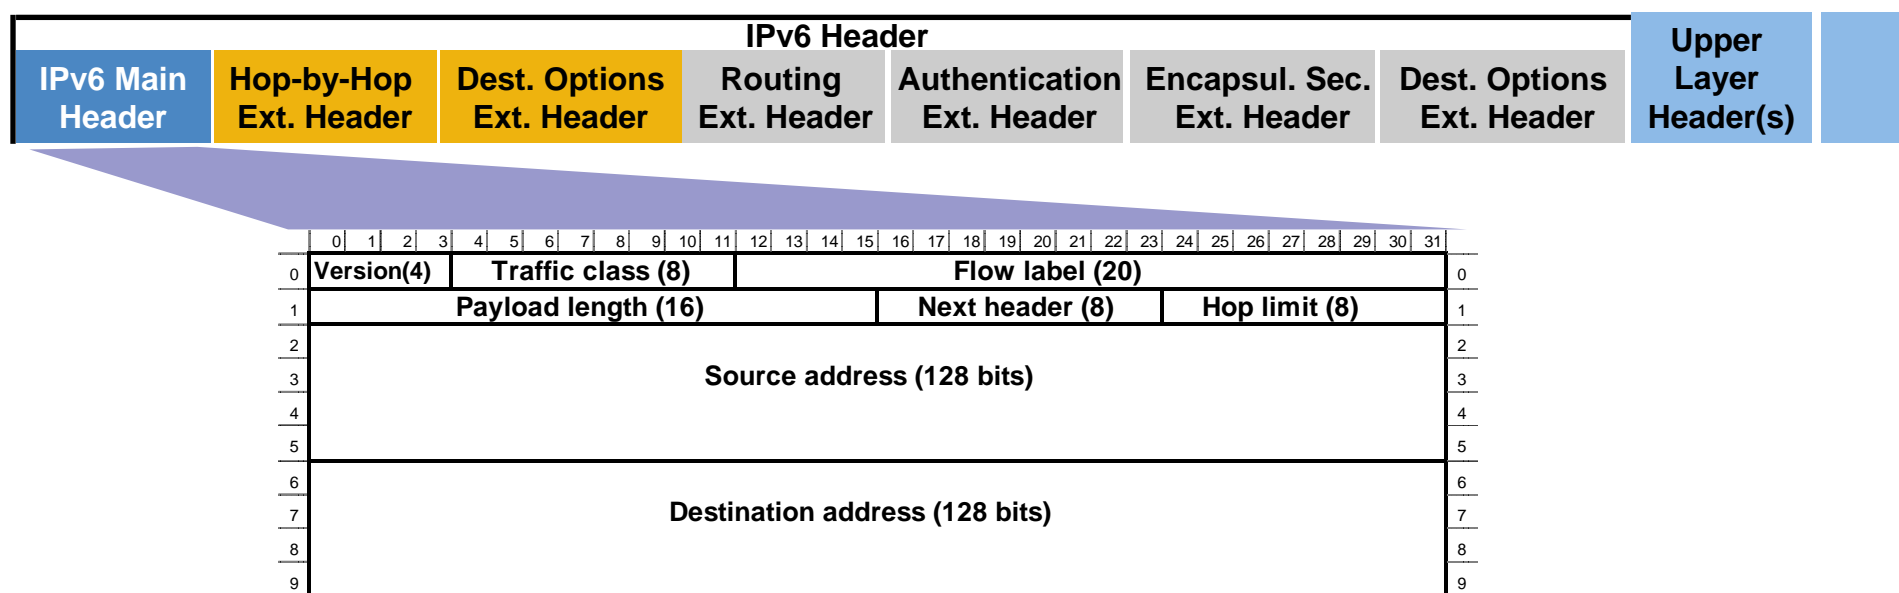 IPv6 Header
IPv6 Main Header
Hop-by-Hop Ext. Header
Dest. Options Ext. Header
Routing Ext. Header
Authentication Ext. Header
Encapsul. Sec. Ext. Header
Dest. Options Ext. Header
Upper Layer Header(s)
0 1 2 3 4 5 6 7 8 9 10 11 12 13 14 15 16 17 18 19 20 21 22 23 24 25 26 27 28 29 30 31
0 Version(4) Traffic class (8) Flow label (20) 0
1 Payload length (16) Next header (8) Hop limit (8) 1
2 2
3 Source address (128 bits) 3
4 4
5 5
6 6
7 Destination address (128 bits) 7
8 8
9 9